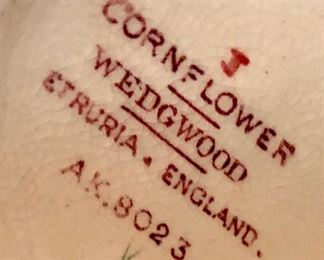 J
CORNFLOWER
WEDGWOOD
ETRURIA. ENGLAND.
A.K.8023